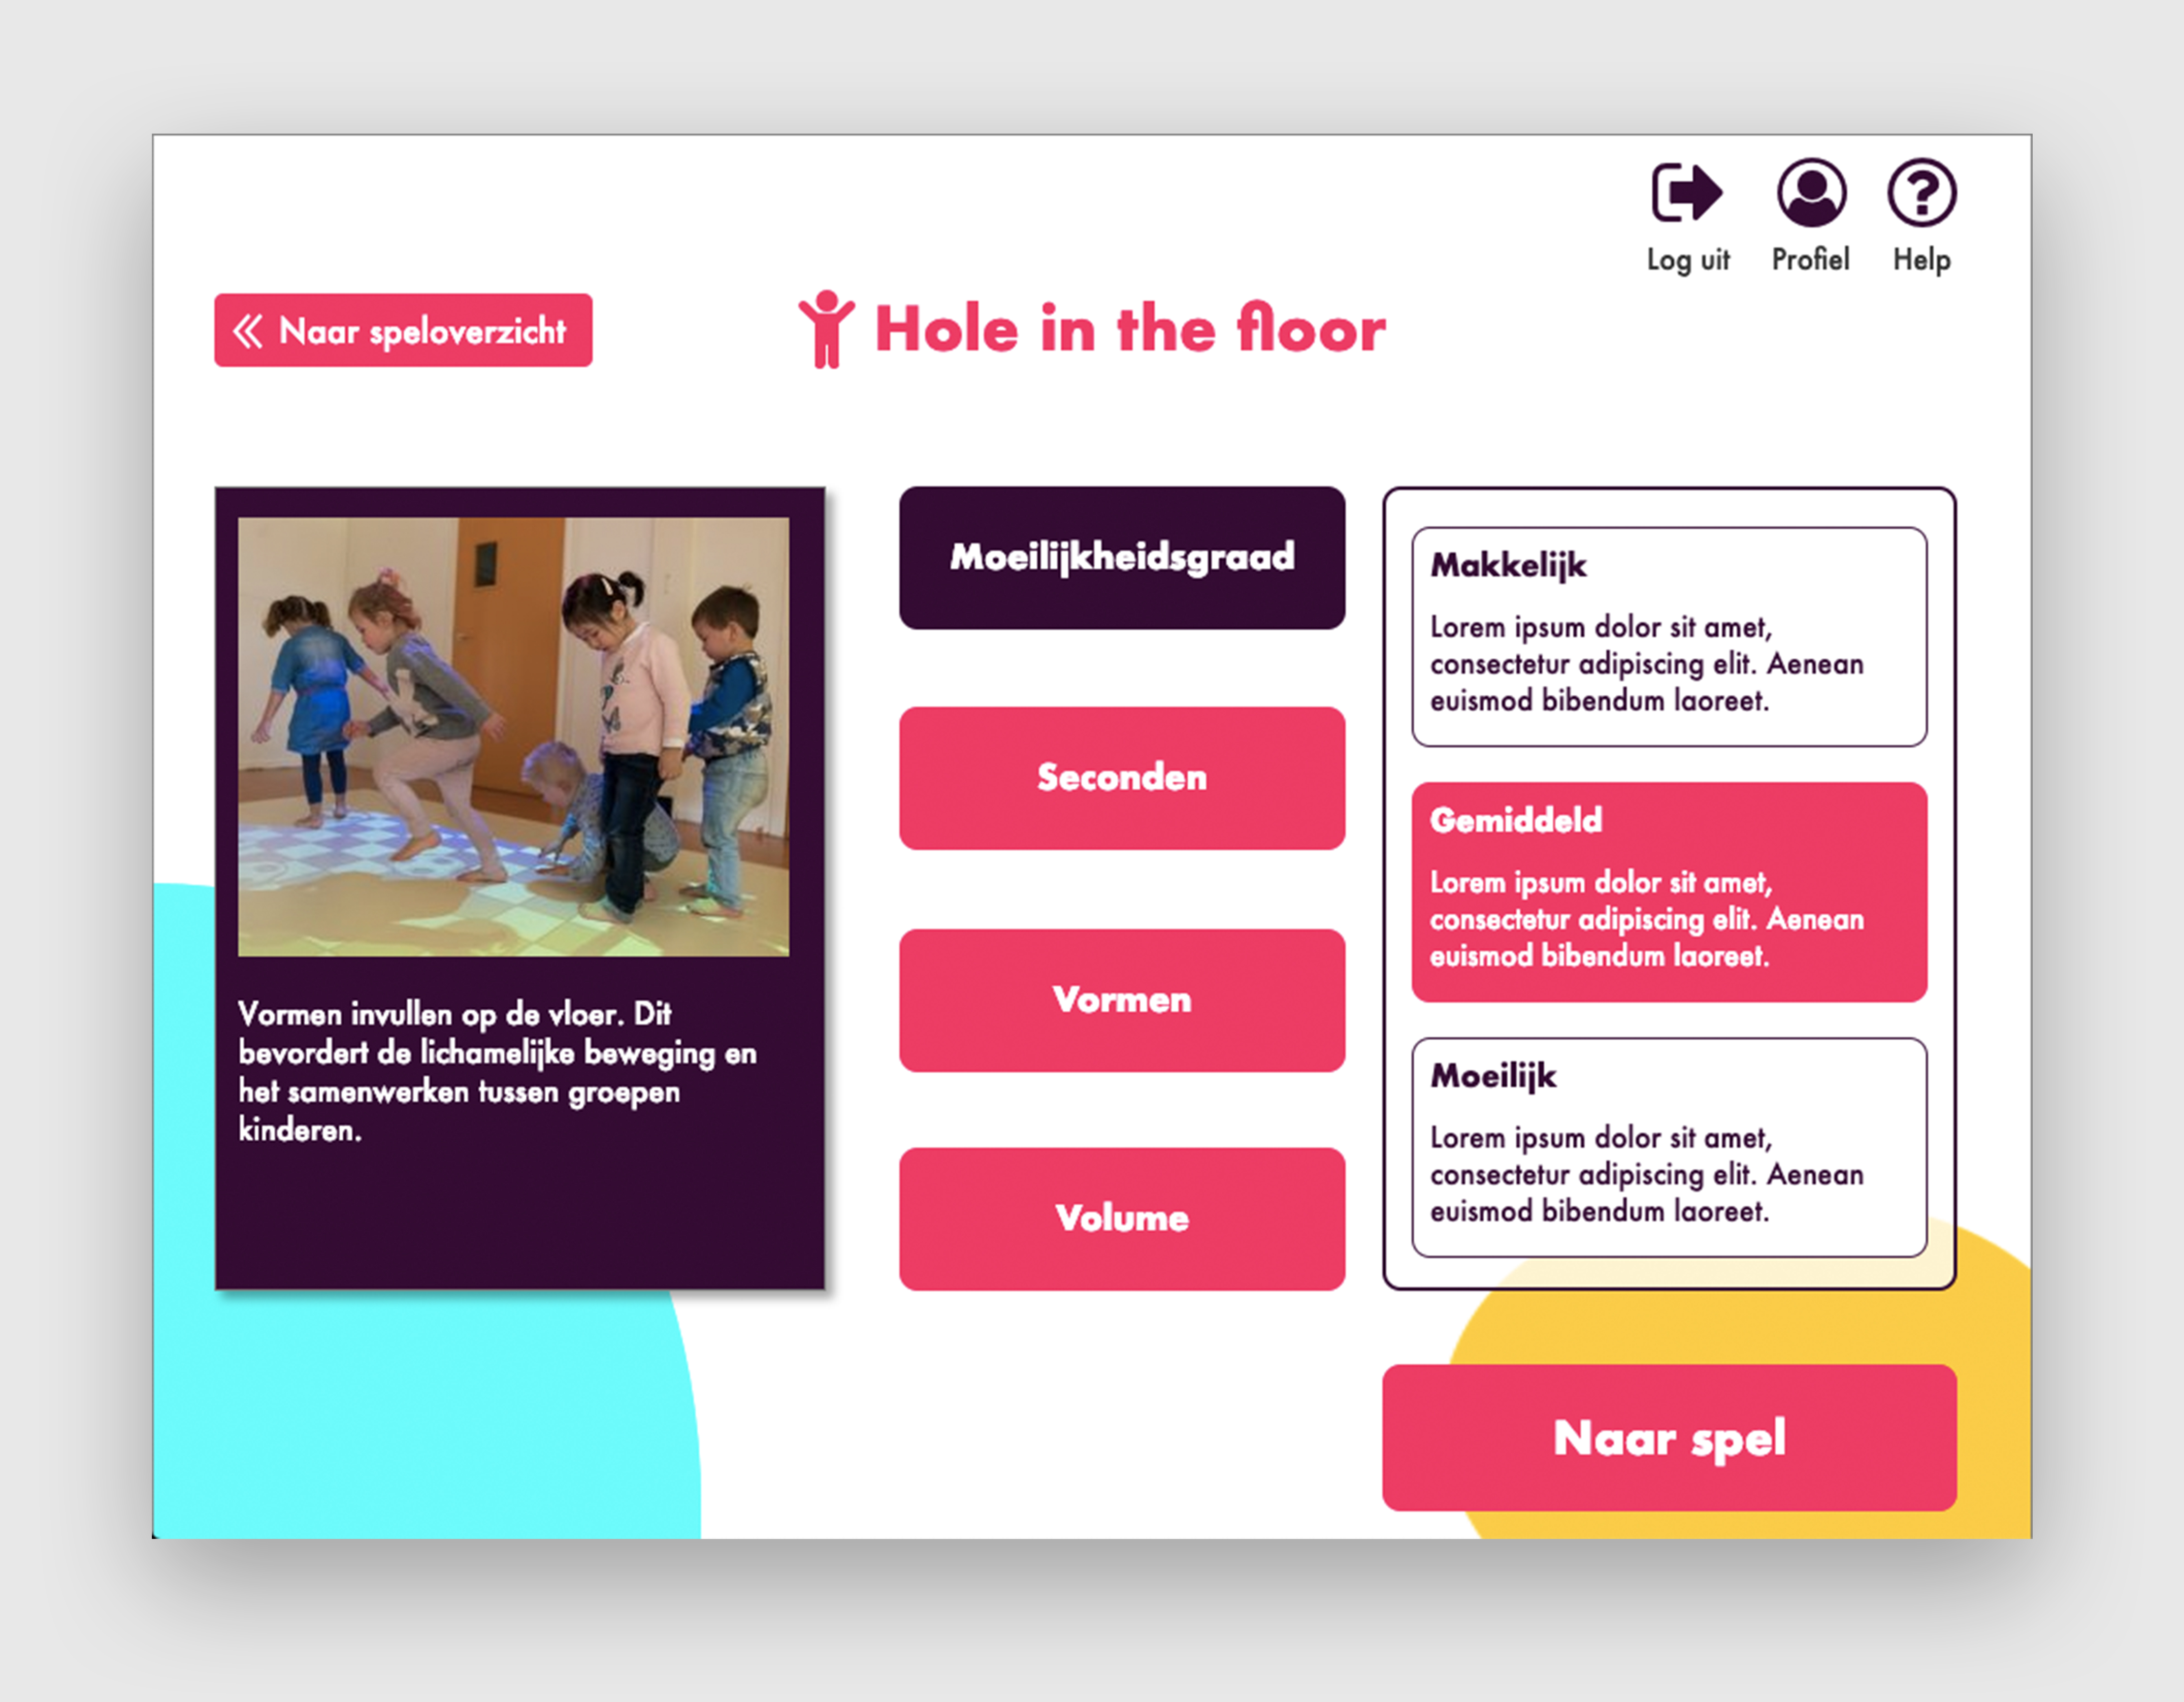 Log uit
Profiel
Help
Naar speloverzicht
Hole in the floor
Vormen invullen op de vloer. Dit
bevordert de lichamelijke beweging en
het samenwerken tussen groepen
kinderen.
Moeilijkheidsgraad
Seconden
Vormen
Volume
Makkelijk
Lorem ipsum dolor sit amet,
consectetur adipiscing elit. Aenean
euismod bibendum laoreet.
Gemiddeld
Lorem ipsum dolor sit amet,
consectetur adipiscing elit. Aenean
euismod bibendum laoreet.
Moeilijk
Lorem ipsum dolor sit amet,
consectetur adipiscing elit. Aenean
euismod bibendum laoreet.
Naar spel